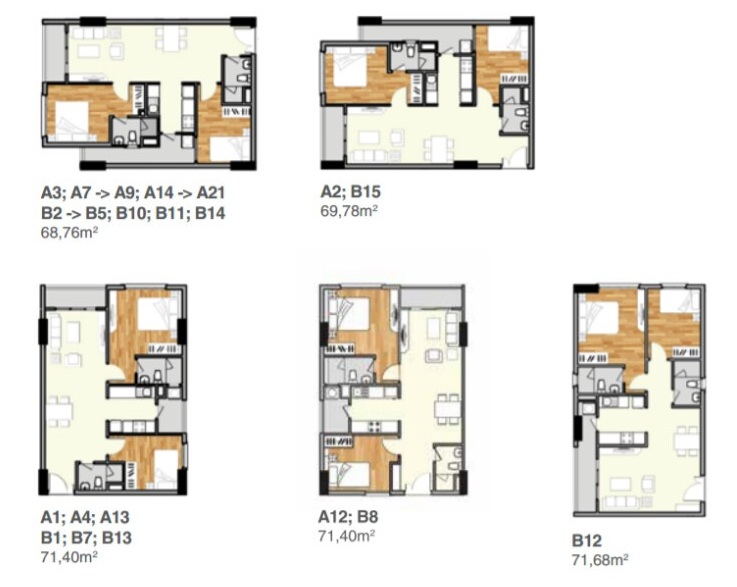 A3; A7 -> A9; A14 -> A21
B2 -> B5; B10; B11; B14
68,76m²
A2; B15
69,78m²
A1; A4; A13
B1; B7; B13
71,40m²
A12; B8
71,40m²
B12
71,68m²